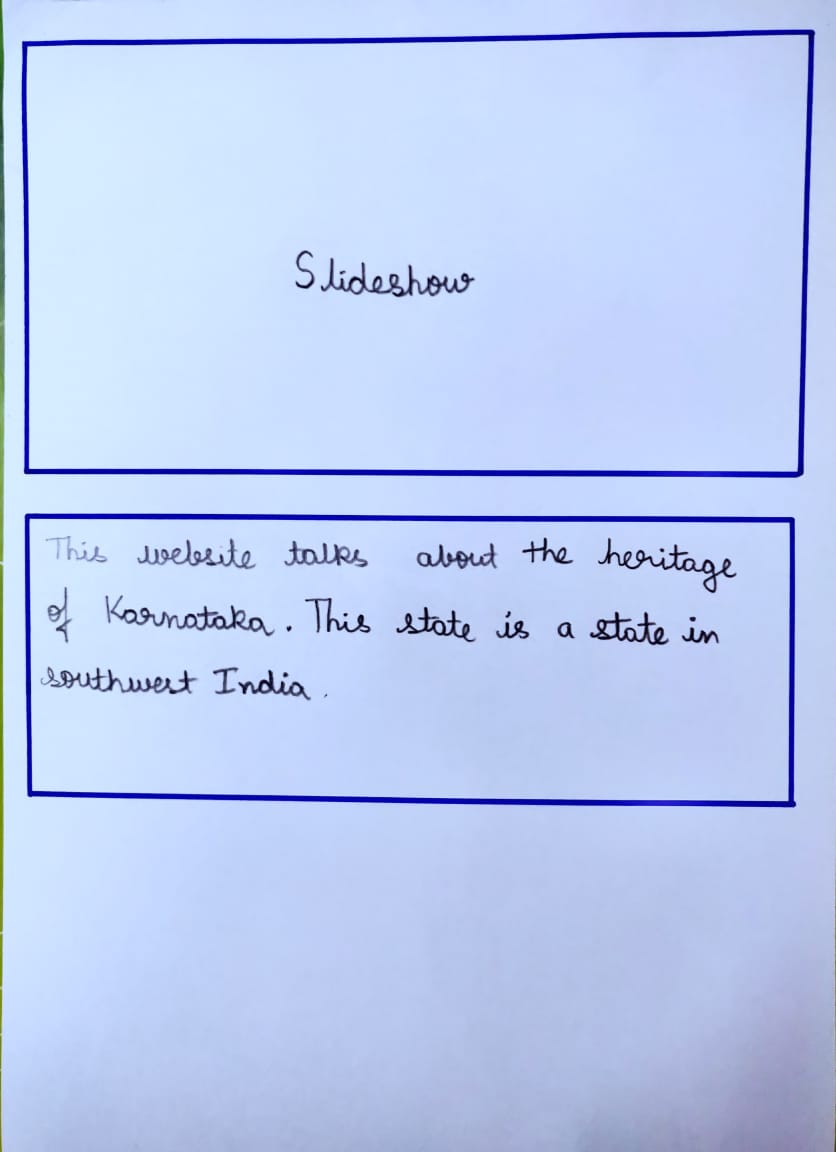 Slideshow
This website talks about the heritage
of Karnataka. This state is a state in
southwest India.